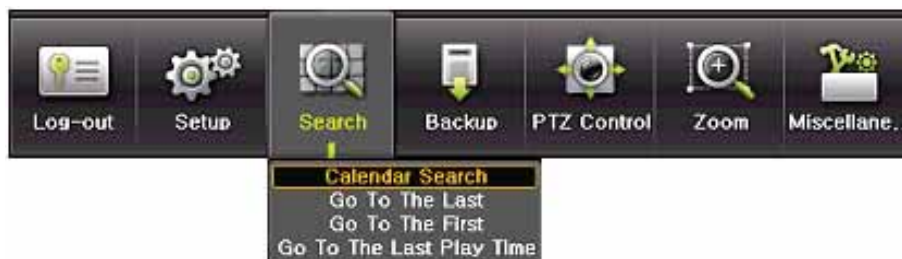 Log-out Setup Search Backup PTZ Control Zoom Miscellane.
Calendar Search
Go To The Last
Go To The First
Go To The Last Play Time